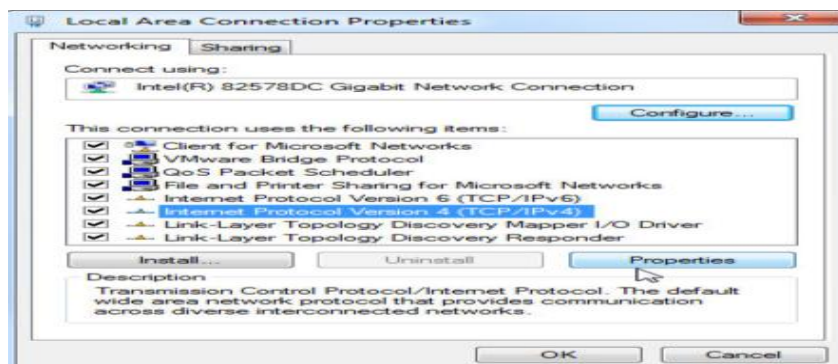 Local Area Connection Properties
Networking Sharing
Connect using:
Intel(R) 82578DC Gigabit Network Connection
Configure...
This connection uses the following items:
Client for Microsoft Networks
VMware Bridge Protocol
QoS Packet Scheduler
File and Printer Sharing for Microsoft Networks
Internet Protocol Version 6 (TCP/IPv6)
Internet Protocol Version 4 (TCP/IPv4)
Link-Layer Topology Discovery Mapper I/O Driver
Link-Layer Topology Discovery Responder
Install... Uninstall Properties
Description
Transmission Control Protocol/Internet Protocol. The default
wide area network protocol that provides communication
across diverse interconnected networks.
OK Cancel